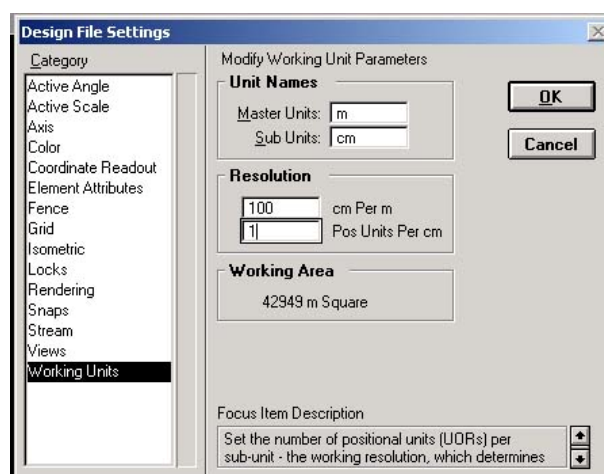 Design File Settings
Category
Active Angle
Active Scale
Axis
Color
Coordinate Readout
Element Attributes
Fence
Grid
Isometric
Locks
Rendering
Snaps
Stream
Views
Working Units
Modify Working Unit Parameters
Unit Names
Master Units: m
Sub Units: cm
Resolution
100 cm Per m
1 Pos Units Per cm
Working Area
42949 m Square
Focus Item Description
Set the number of positional units (UORs) per
sub-unit - the working resolution, which determines
OK
Cancel